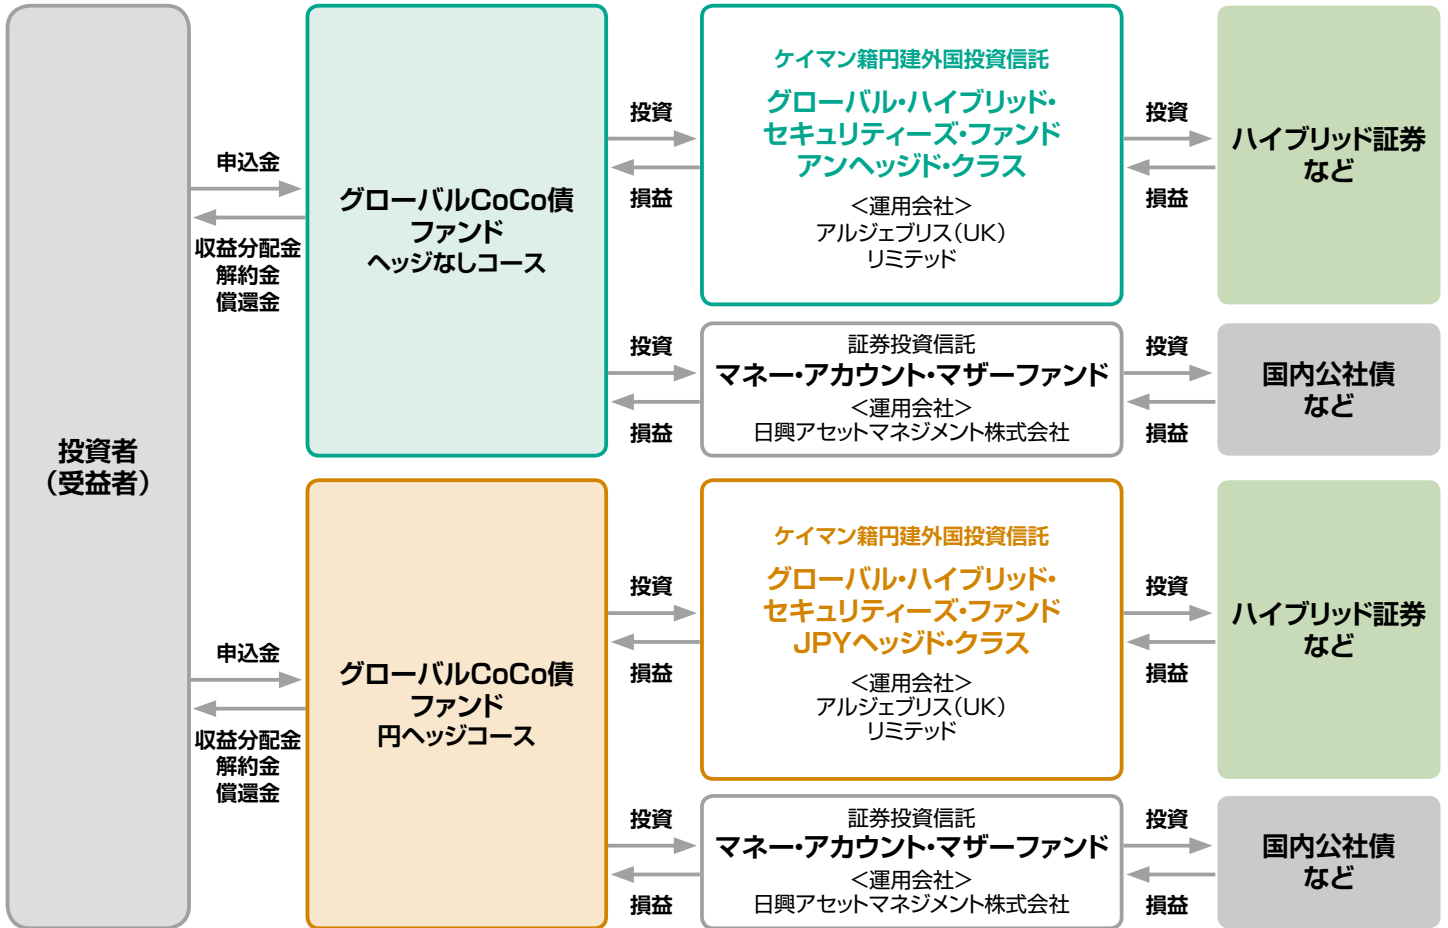 投資者
（受益者）
申込金
収益分配金
解約金
償還金
グローバルCoCo債
ファンド
ヘッジなしコース
投資
損益
ケイマン籍円建外国投資信託
グローバル・ハイブリッド・
セキュリティーズ・ファンド
アンヘッジド・クラス
＜運用会社＞
アルジェブリス（UK）
リミテッド
投資
損益
ハイブリッド証券
など
投資
損益
証券投資信託
マネー・アカウント・マザーファンド
＜運用会社＞
日興アセットマネジメント株式会社
投資
損益
国内公社債
など
申込金
収益分配金
解約金
償還金
グローバルCoCo債
ファンド
円ヘッジコース
投資
損益
ケイマン籍円建外国投資信託
グローバル・ハイブリッド・
セキュリティーズ・ファンド
JPYヘッジド・クラス
＜運用会社＞
アルジェブリス（UK）
リミテッド
投資
損益
ハイブリッド証券
など
投資
損益
証券投資信託
マネー・アカウント・マザーファンド
＜運用会社＞
日興アセットマネジメント株式会社
投資
損益
国内公社債
など